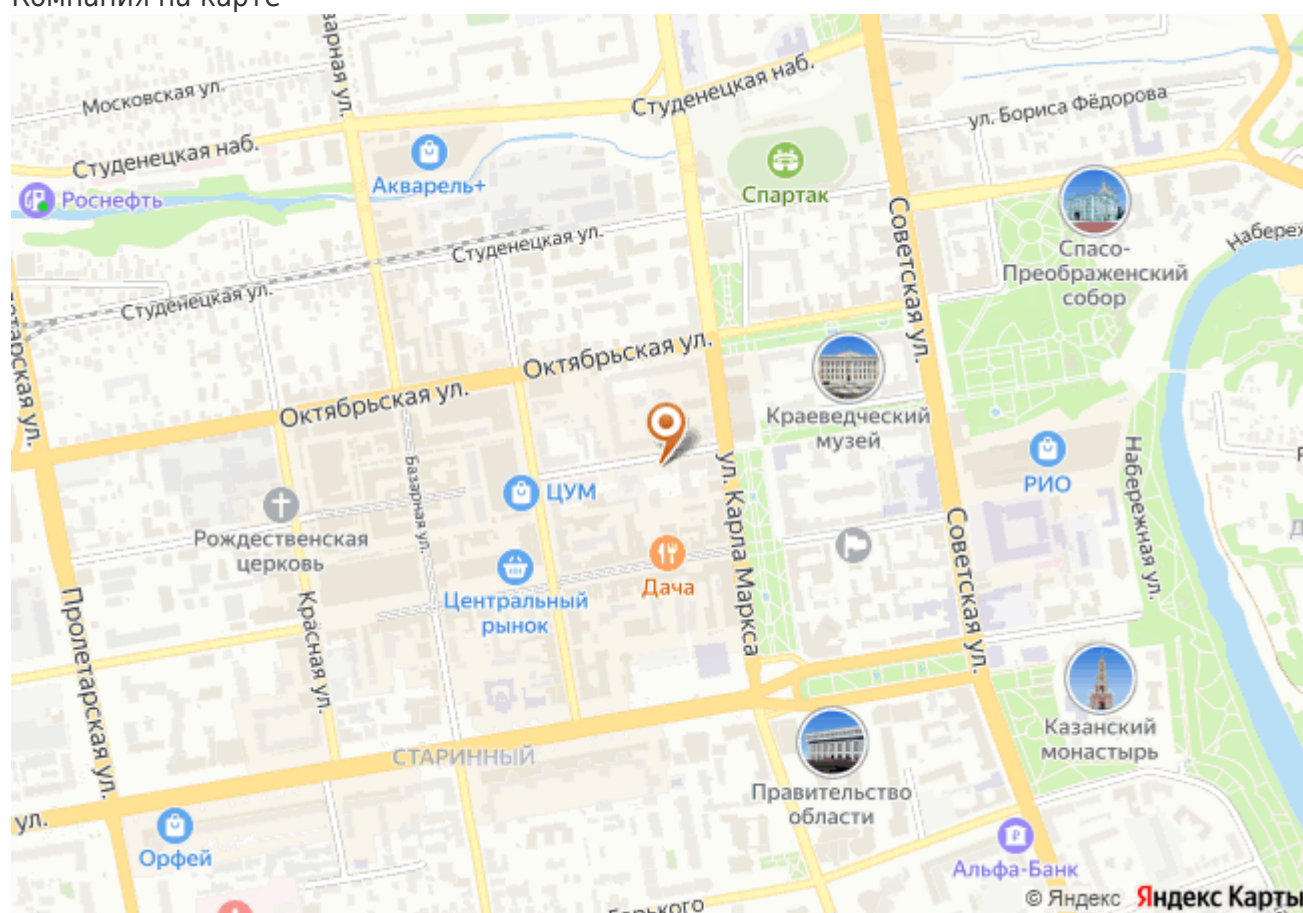 Компания на карте
Московская ул.
Студенецкая наб.
Студенецкая наб.
ул. Бориса Фёдорова
Акварель+
Роснефть
Спартак
Студенецкая ул.
Студенецкая ул.
Советская ул.
Спасо-
Преображенский
собор
Октябрьская ул.
Октябрьская ул.
Краеведческий
музей
Базарная ул.
ЦУМ
ул. Карла Маркса
РИО
Набережная ул.
Рождественская
церковь
Центральный
рынок
Дача
Советская ул.
Пролетарская ул.
Красная ул.
Казанский
монастырь
СТАРИННЫЙ
Правительство
области
ул.
Орфей
Альфа-Банк
© Яндекс Яндекс Карты